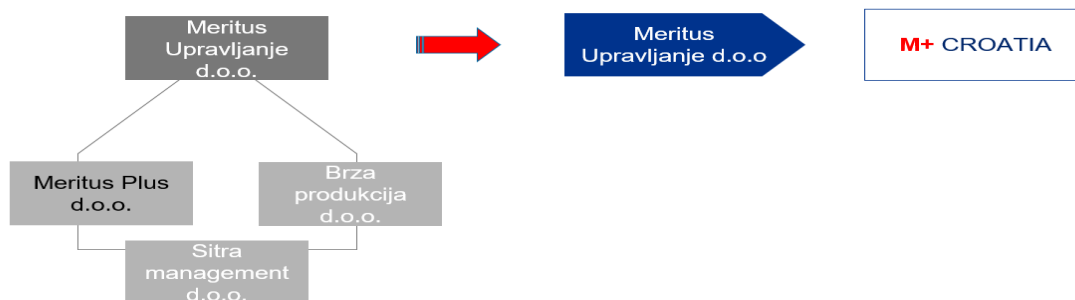 Meritus
Upravljanje
d.o.o.
Meritus
Upravljanje d.o.o
M+ CROATIA
Meritus Plus
d.o.o.
Brza
produkcija
d.o.o.
Sitra
management
d.o.o.